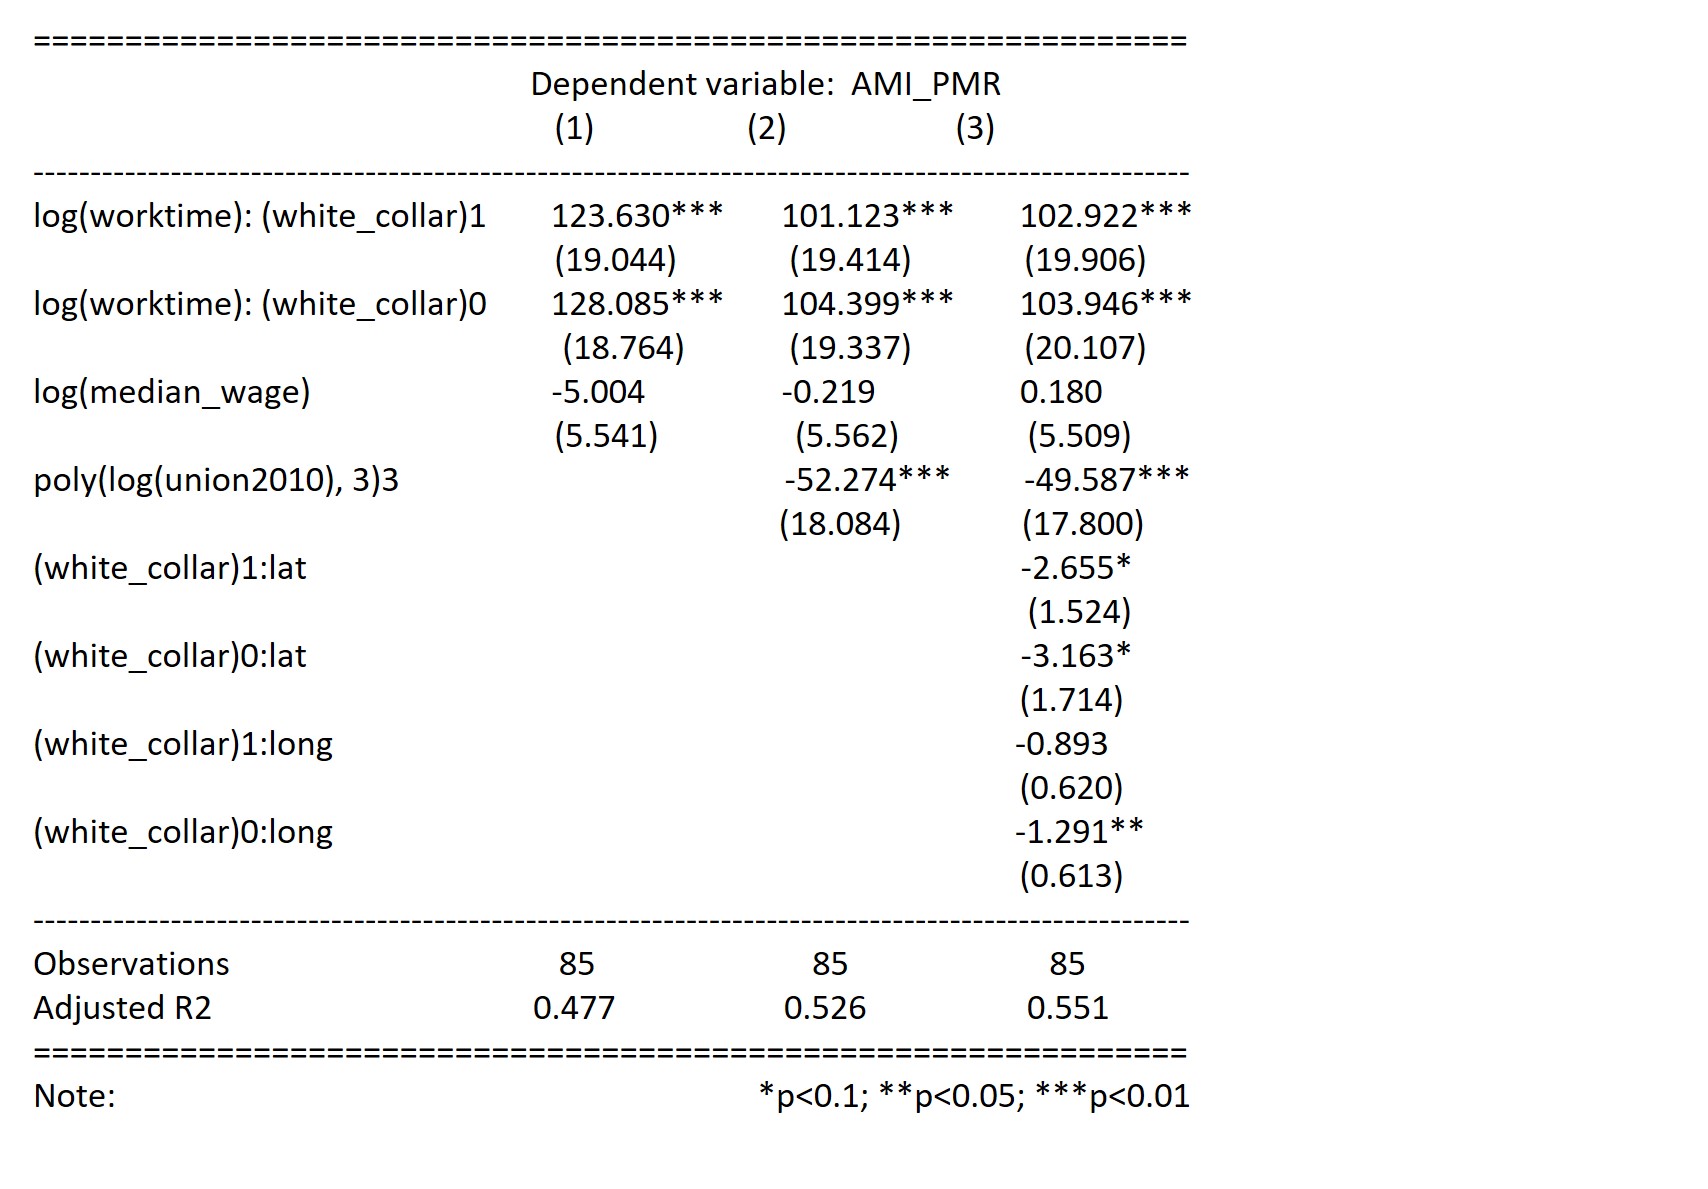 ===============================================================
Dependent variable: AMI_PMR
(1) (2) (3)
-----------------------------------------------------------------------------------------------------
log(worktime): (white_collar)1 123.630*** 101.123*** 102.922***
(19.044) (19.414) (19.906)
log(worktime): (white_collar)0 128.085*** 104.399*** 103.946***
(18.764) (19.337) (20.107)
log(median_wage) -5.004 -0.219 0.180
(5.541) (5.562) (5.509)
poly(log(union2010), 3)3 -52.274*** -49.587***
(18.084) (17.800)
(white_collar)1:lat -2.655*
(1.524)
(white_collar)0:lat -3.163*
(1.714)
(white_collar)1:long -0.893
(0.620)
(white_collar)0:long -1.291**
(0.613)
-----------------------------------------------------------------------------------------------------
Observations 85 85 85
Adjusted R2 0.477 0.526 0.551
===============================================================
Note: *p<0.1; **p<0.05; ***p<0.01